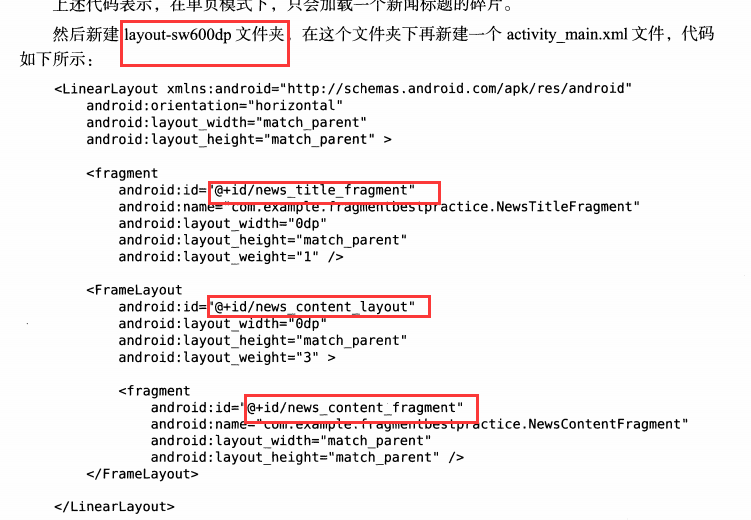 上述代码表示，在单页模式下，只会加载一个新闻标题的碎片。
然后新建 layout-sw600dp 文件夹，在这个文件夹下再新建一个 activity_main.xml 文件，代码
如下所示：
<LinearLayout xmlns:android="http://schemas.android.com/apk/res/android"
android:orientation="horizontal"
android:layout_width="match_parent"
android:layout_height="match_parent" >
<fragment
android:id="@+id/news_title_fragment"
android:name="com.example.fragmentbestpractice.NewsTitleFragment"
android:layout_width="0dp"
android:layout_height="match_parent"
android:layout_weight="1" />
<FrameLayout
android:id="@+id/news_content_layout"
android:layout_width="0dp"
android:layout_height="match_parent"
android:layout_weight="3" >
<fragment
android:id="@+id/news_content_fragment"
android:name="com.example.fragmentbestpractice.NewsContentFragment"
android:layout_width="match_parent"
android:layout_height="match_parent" />
</FrameLayout>
</LinearLayout>